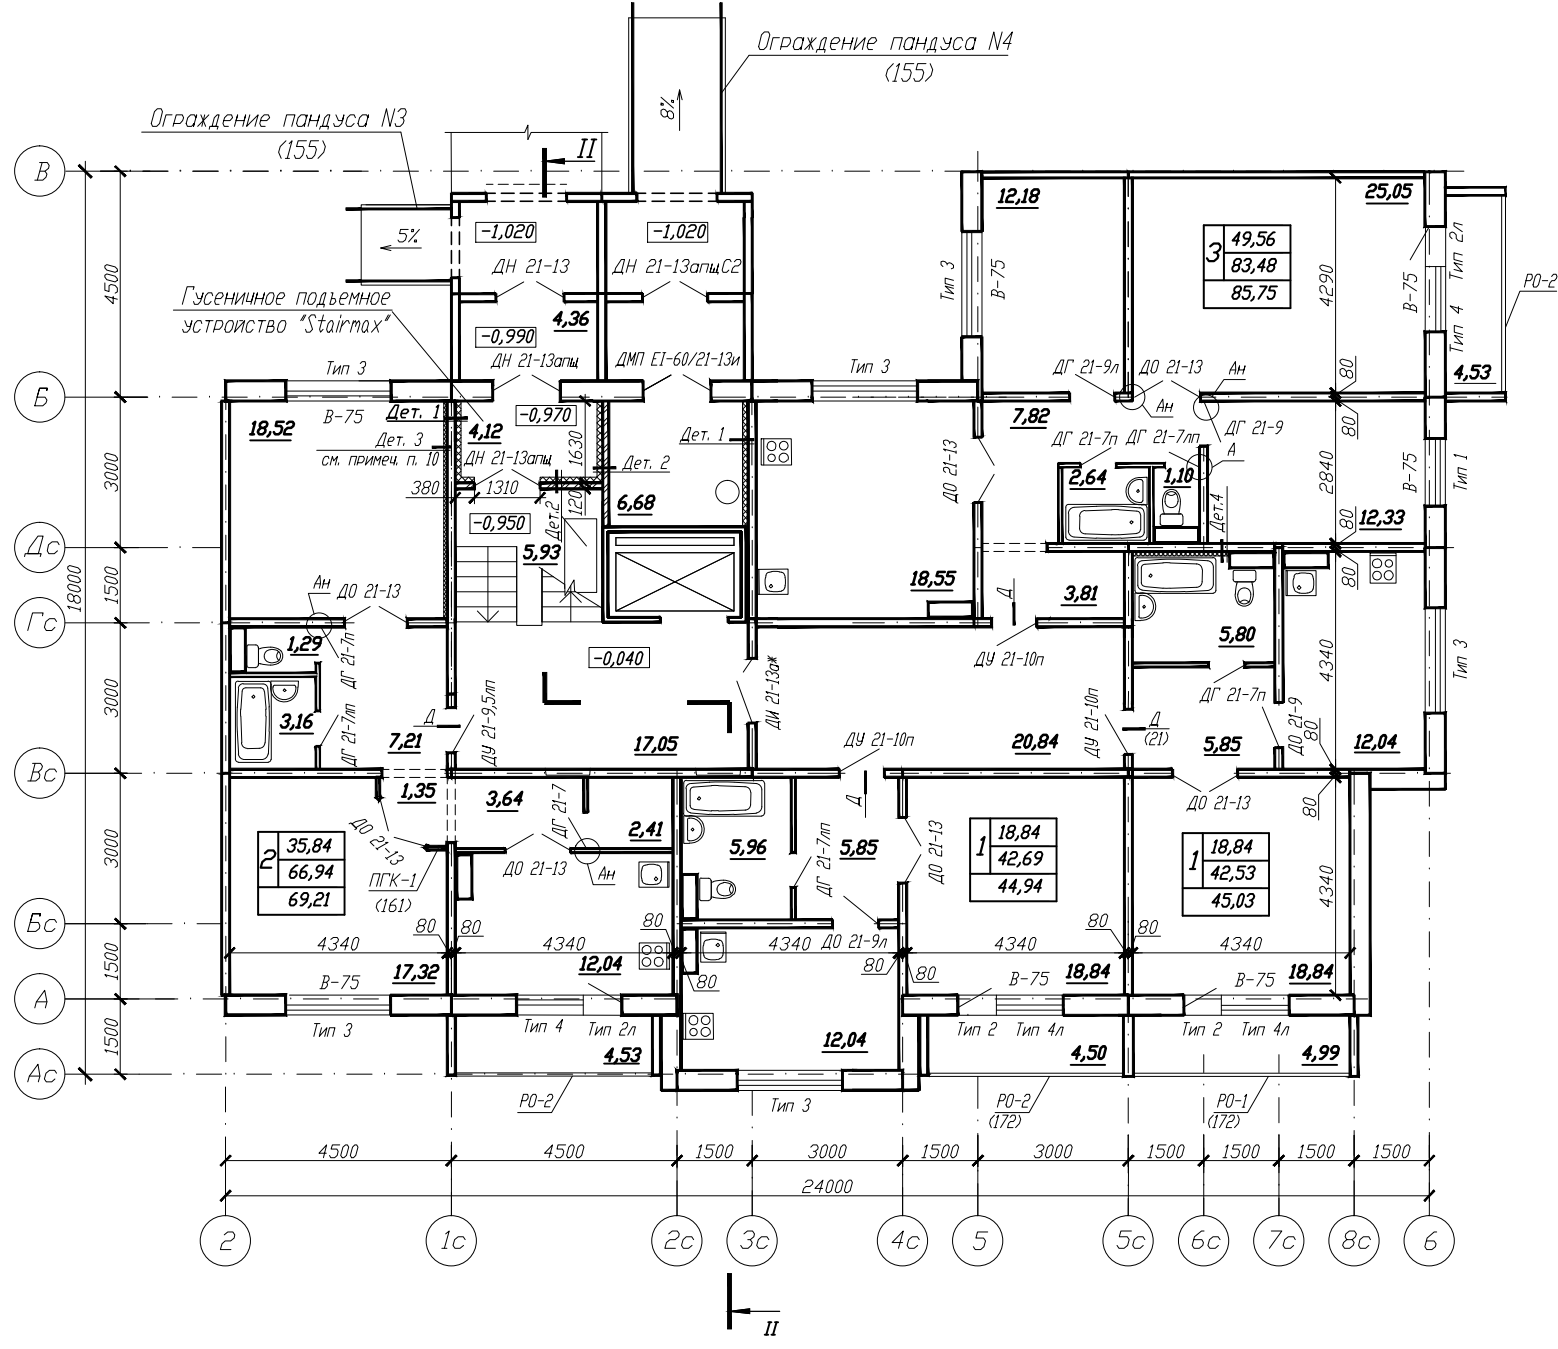 Ограждение пандуса N4
(155)
8%
Ограждение пандуса N3
(155)
II
В
5%
-1,020
-1,020
12,18
25,05
ДН 21-13
ДН 21-13апщС2
3
49,56
83,48
85,75
4500
Тип 3
В-75
4290
В-75
Тип 4 Тип 2л
РО-2
Гусеничное подъемное
устройство "Stairmax"
-0,990
4,36
ДН 21-13апщ
ДМП EI-60/21-13и
Тип 3
Тип 3
ДГ 21-9л
ДО 21-13
Ан
80
4,53
Б
В-75
Дет. 1
-0,970
Ан
80
18,52
4,12
1630
Дет. 1
7,82
ДГ 21-9
Дет. 3
см. примеч. п. 10
ДН 21-13апщ
Дет. 2
ДГ 21-7п
ДГ 21-7лп
А
3000
ДО 21-13
2840
В-75
Тип 1
380
1310
120
6,68
2,64
1,10
Дет.4
-0,950
Дет.2
12,33
80
Дс
5,93
18000
1500
18,55
80
Ан
ДО 21-13
Д
3,81
Гс
1,29
ДГ 21-7п
-0,040
5,80
ДУ 21-10п
4340
Тип 3
3000
3,16
ДГ 21-7лп
Д
ДУ 21-9,5лп
ДИ 21-13аж
ДУ 21-10п
ДГ 21-7п
Д
(21)
ДО 21-9
80
7,21
17,05
ДУ 21-10п
20,84
5,85
12,04
Вс
1,35
3,64
ДГ 21-7
Д
ДО 21-13
80
ДО 21-13
2,41
5,96
ДГ 21-7лп
5,85
ДО 21-13
3000
2
35,84
66,94
69,21
1
18,84
42,69
44,94
1
18,84
42,53
45,03
4340
ПГК-1
(161)
ДО 21-13
Ан
Бс
80
80
80
80
80
80
4340
4340
4340
ДО 21-9л
4340
4340
80
80
1500
В-75
17,32
12,04
В-75
18,84
В-75
18,84
А
Тип 3
Тип 4
Тип 2л
Тип 2
Тип 4л
Тип 2
Тип 4л
1500
4,53
12,04
4,50
4,99
Ас
РО-2
Тип 3
РО-2
(172)
РО-1
(172)
4500
4500
1500
3000
1500
3000
1500
1500
1500
1500
24000
2
1с
2с
3с
4с
5
5с
6с
7с
8с
6
II